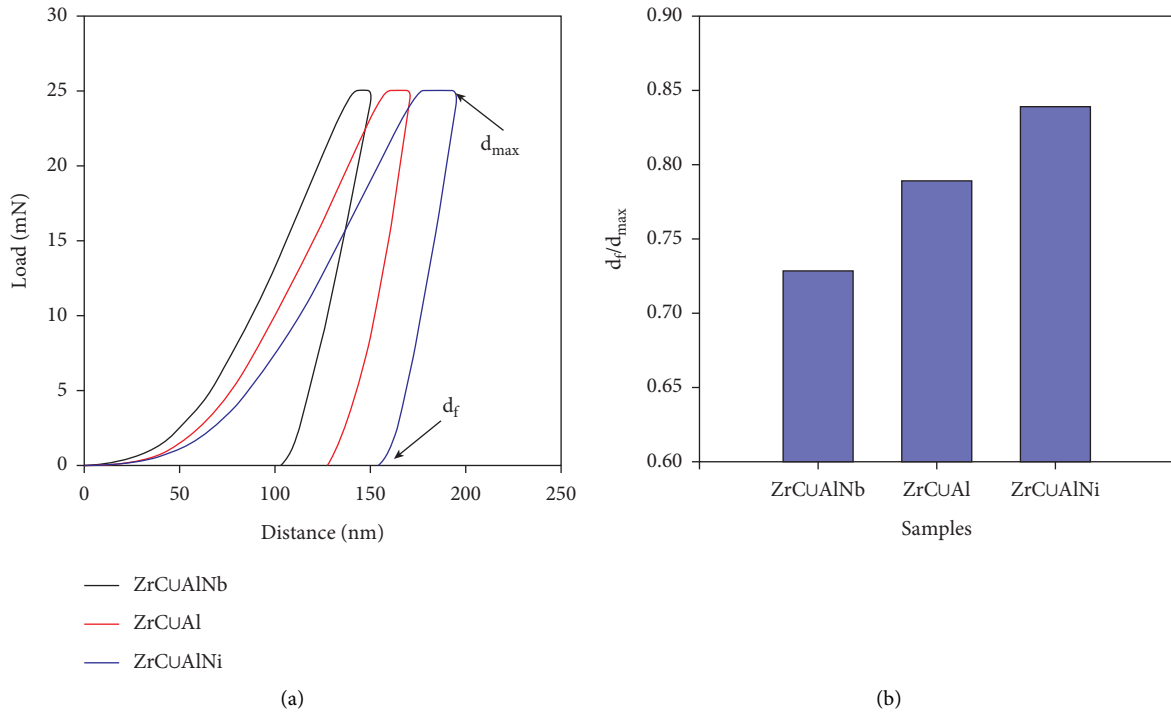 30
25
20
15
10
5
0
Load (mN)
d_max
d_f
0 50 100 150 200 250
Distance (nm)
ZrCUAlNb
ZrCUAl
ZrCUAlNi
(a)
0.90
0.85
0.80
0.75
0.70
0.65
0.60
d_f/d_max
ZrCUAlNb ZrCUAl ZrCUAlNi
Samples
(b)